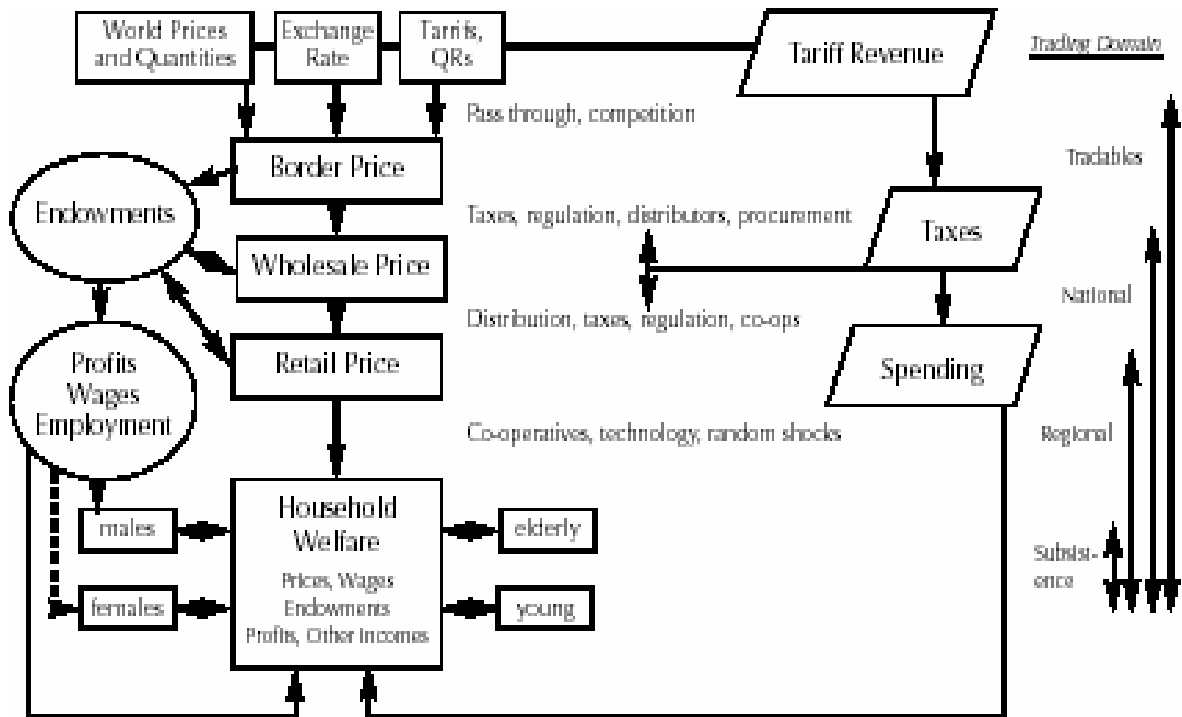 World Prices
and Quantities
Exchange
Rate
Tarrifs,
QRs
Tariff Revenue
Trading Domain
Pass through, competition
Border Price
Tradables
Endowments
Taxes, regulation, distributors, procurement
Taxes
Wholesale Price
National
Distribution, taxes, regulation, co-ops
Profits
Wages
Employment
Retail Price
Spending
Co-operatives, technology, random shocks
Regional
Household
Welfare
Prices, Wages
Endowments
Profits, Other Incomes
males
elderly
females
young
Subsist-
ence